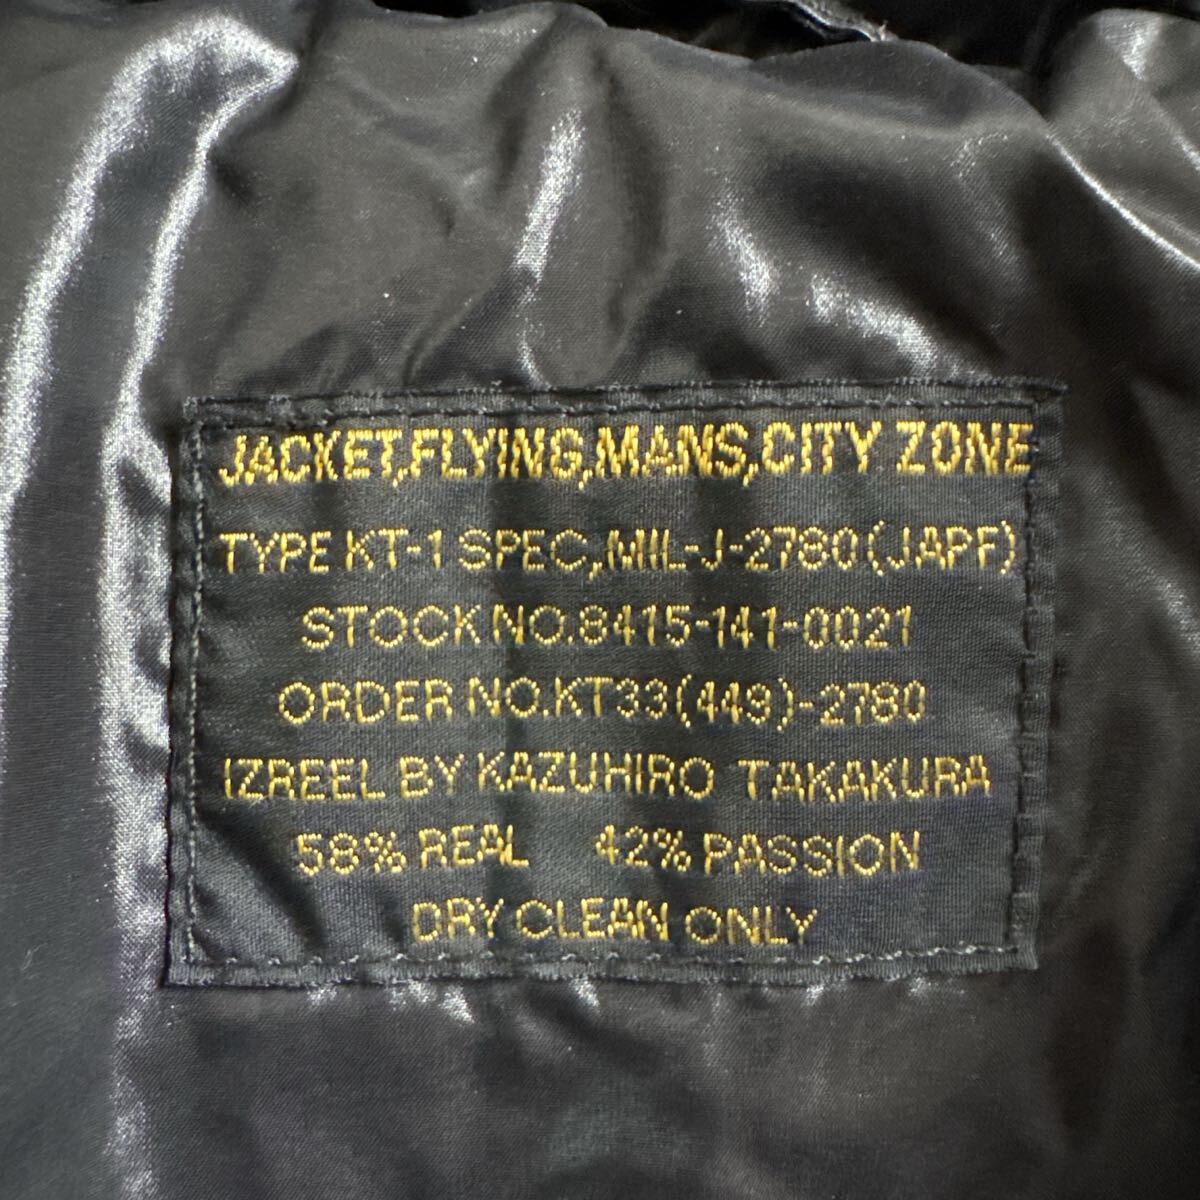 JACKET,FLYING,MANS,CITY ZONE
TYPE KT-1 SPEC,MIL-J-2780(JAPF)
STOCK NO.8415-141-0021
ORDER NO.KT33(449)-2780
IZREEL BY KAZUHIRO TAKAKURA
58% REAL 42% PASSION
DRY CLEAN ONLY